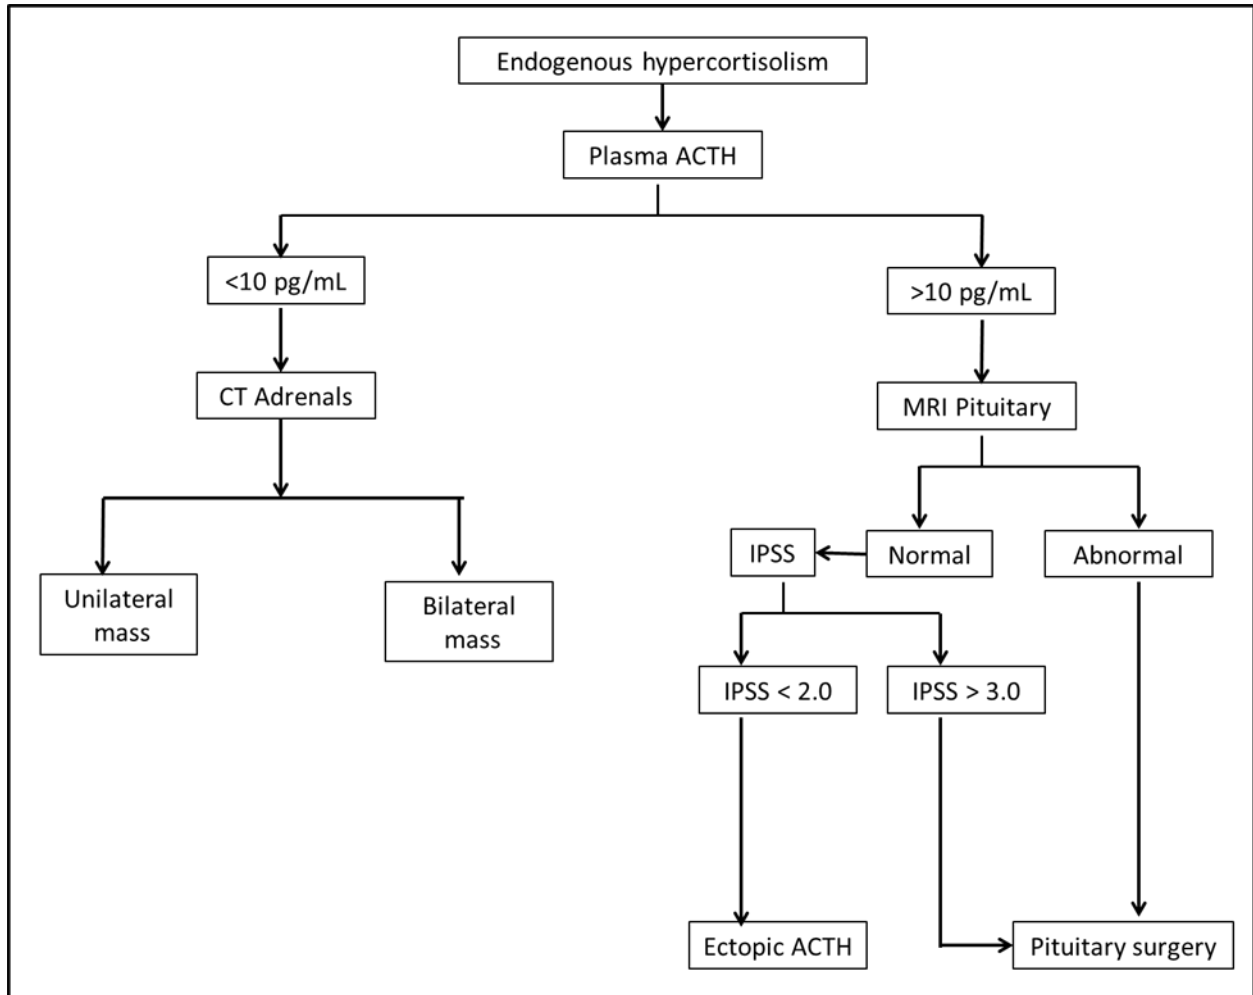 Endogenous hypercortisolism
Plasma ACTH
<10 pg/mL
>10 pg/mL
CT Adrenals
MRI Pituitary
IPSS
Normal
Abnormal
Unilateral
mass
Bilateral
mass
IPSS < 2.0
IPSS > 3.0
Ectopic ACTH
Pituitary surgery